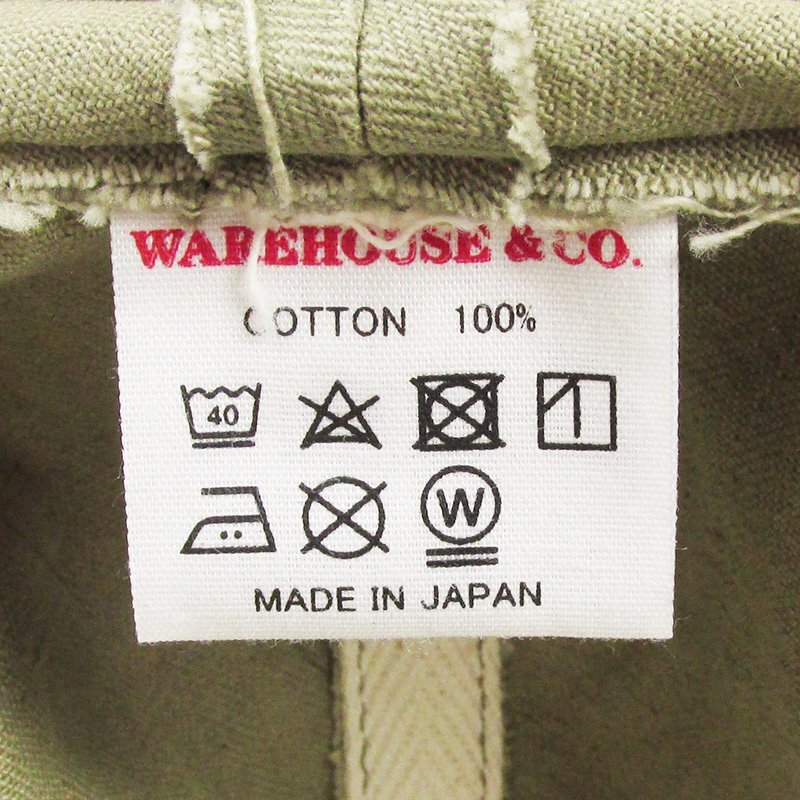 WAREHOUSE & CO.
COTTON 100%
40
W
MADE IN JAPAN